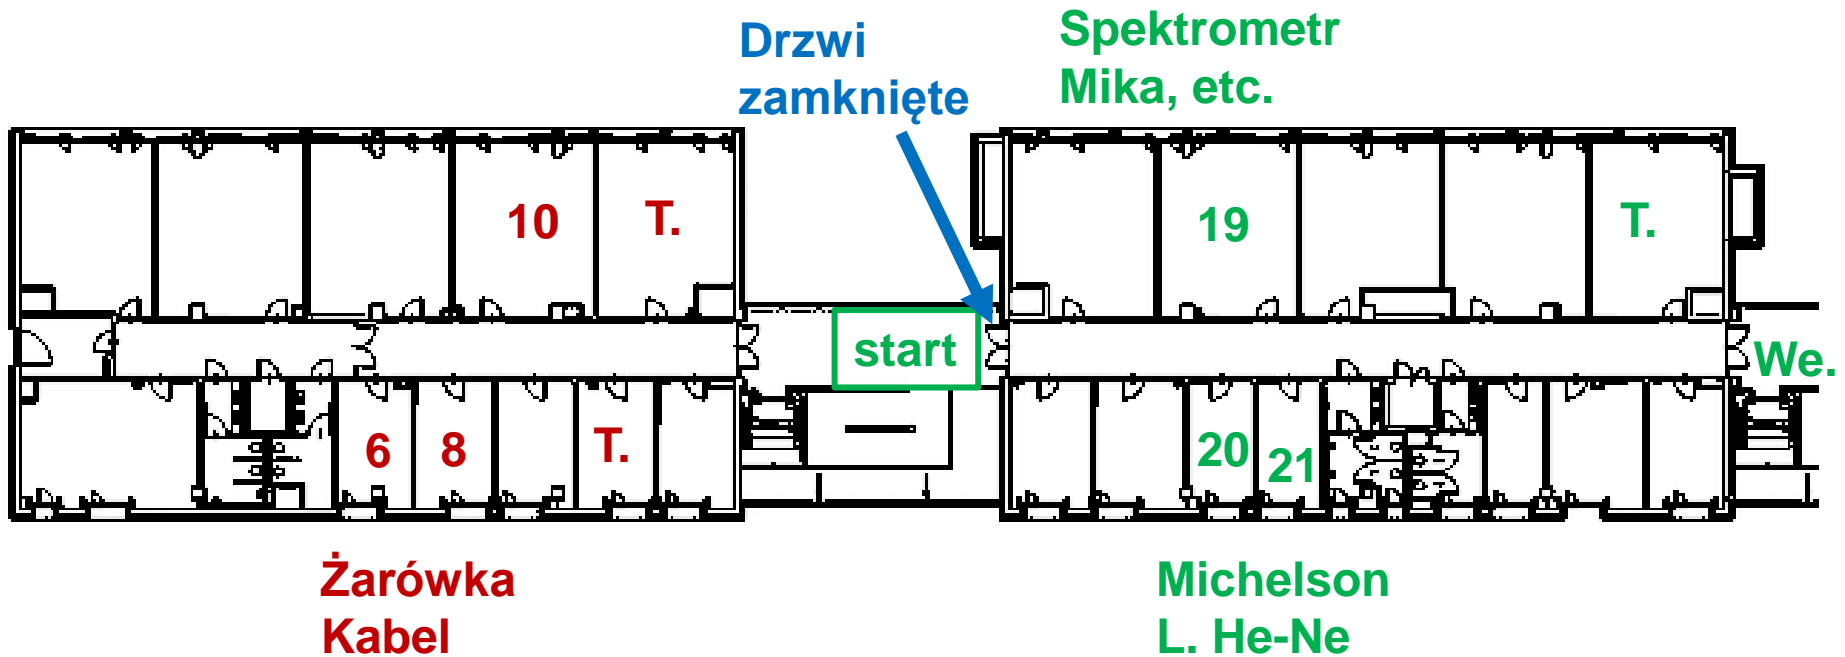 Drzwi
zamknięte
Spektrometr
Mika, etc.
10
T.
19
T.
start
We.
6
8
T.
20
21
Żarówka
Kabel
Michelson
L. He-Ne